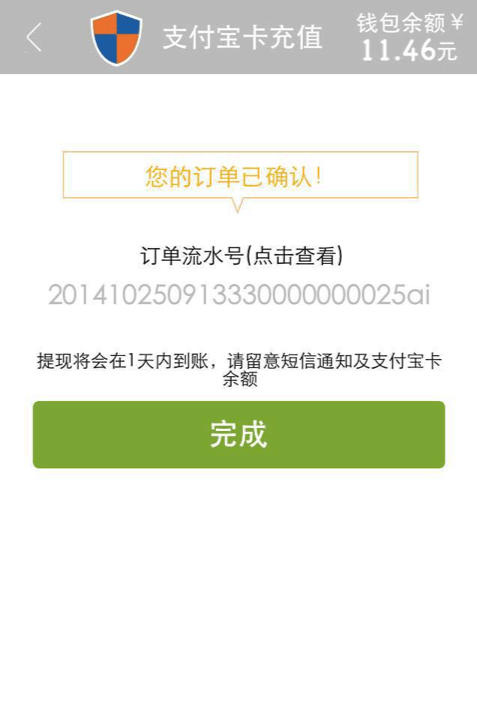 支付宝卡充值
钱包余额￥
11.46元
您的订单已确认！
订单流水号(点击查看)
201410250913330000000025ai
提现将会在1天内到账，请留意短信通知及支付宝卡
余额
完成